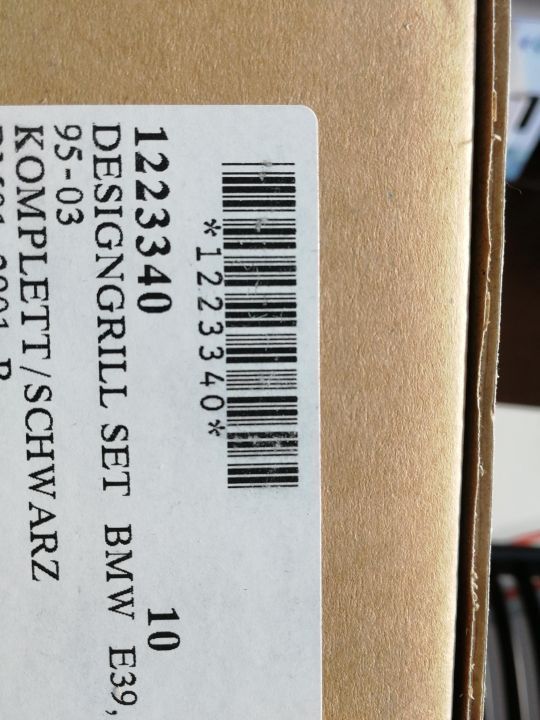 *1223340*
1223340 10
DESIGNGRILL SET BMW E39,
95-03
KOMPLETT/SCHWARZ